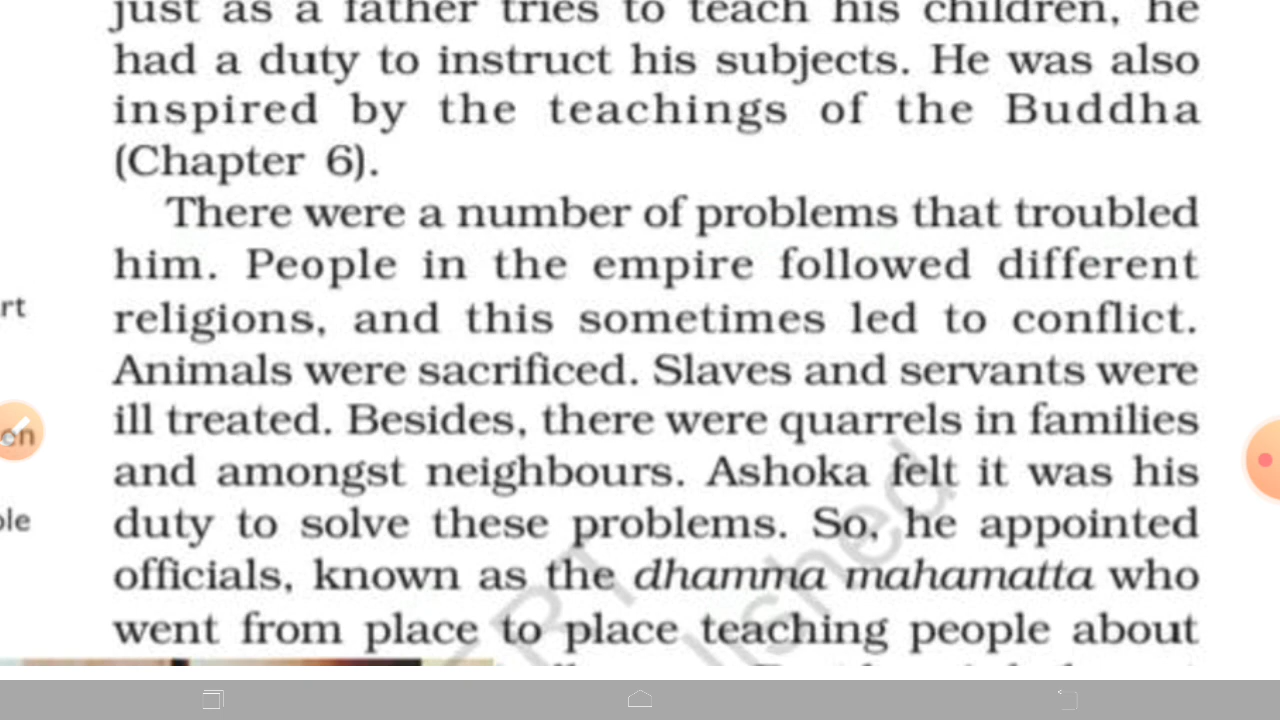 just as a father tries to teach his children, he
had a duty to instruct his subjects. He was also
inspired by the teachings of the Buddha
(Chapter 6).
There were a number of problems that troubled
him. People in the empire followed different
religions, and this sometimes led to conflict.
rt
Animals were sacrificed. Slaves and servants were
ill treated. Besides, there were quarrels in families
en
and amongst neighbours. Ashoka felt it was his
duty to solve these problems. So, he appointed
ole
officials, known as the dhamma mahamatta who
went from place to place teaching people about